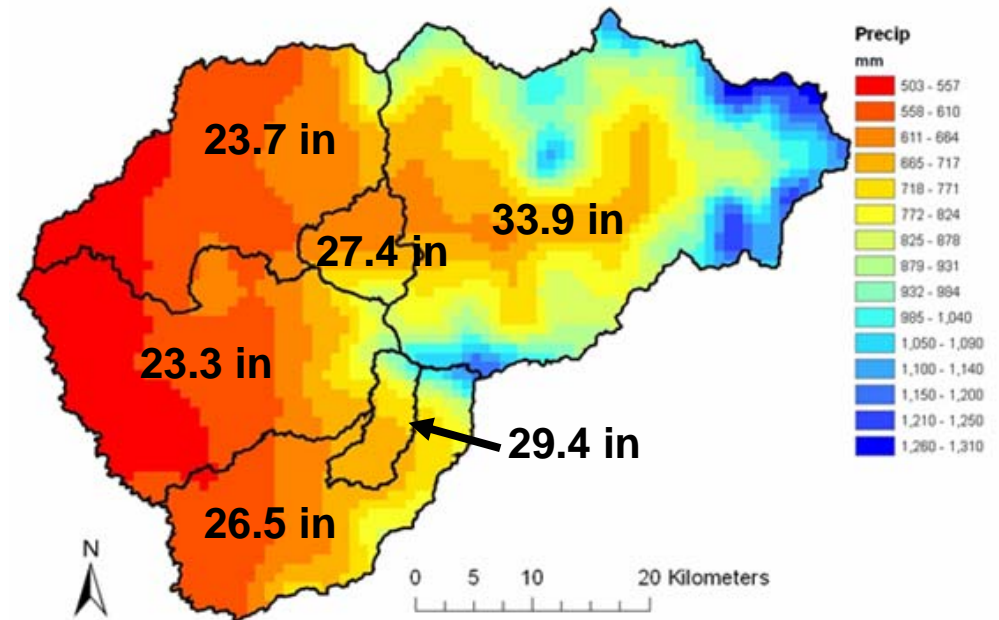 23.7 in
33.9 in
27.4 in
23.3 in
29.4 in
26.5 in
N
0 5 10 20 Kilometers
Precip
mm
503 - 557
558 - 610
611 - 664
665 - 717
718 - 771
772 - 824
825 - 878
879 - 931
932 - 984
985 - 1,040
1,050 - 1,090
1,100 - 1,140
1,150 - 1,200
1,210 - 1,250
1,260 - 1,310